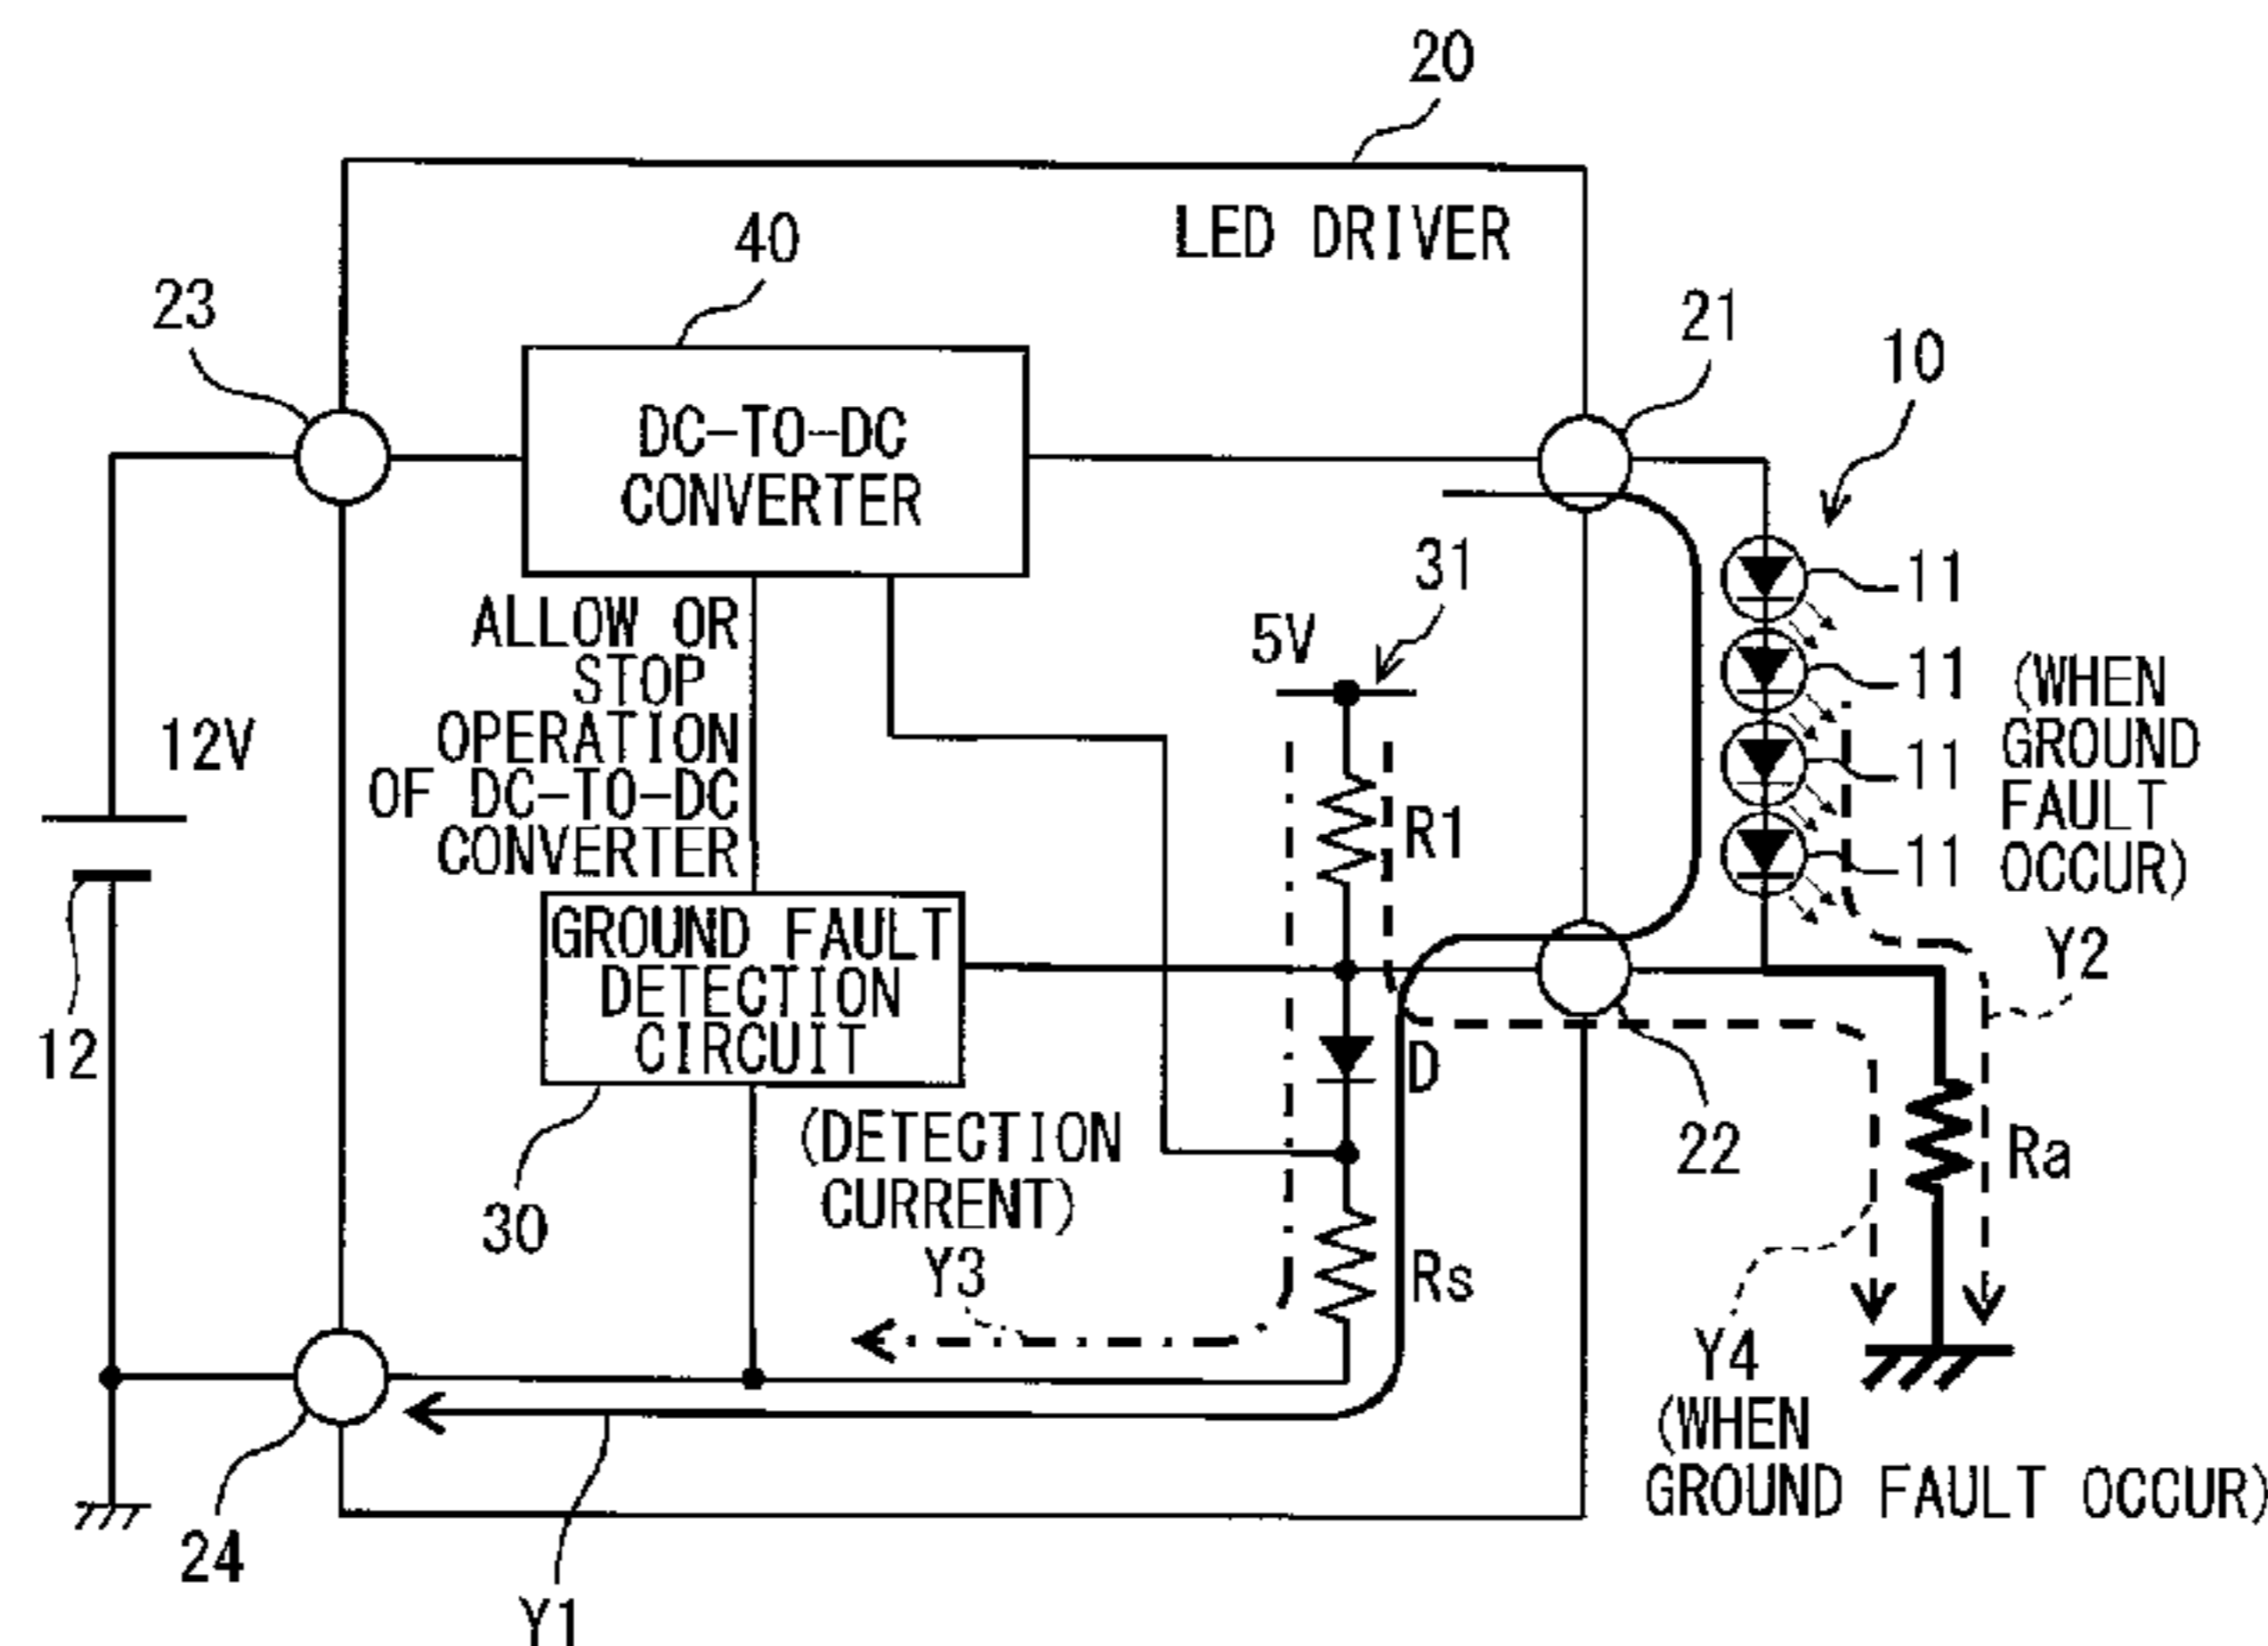 20
LED DRIVER
40
23
21
10
DC-TO-DC
CONVERTER
31
11
ALLOW OR
STOP
OPERATION
OF DC-TO-DC
CONVERTER
5V
11
(WHEN
GROUND
FAULT
OCCUR)
12V
11
R1
11
GROUND FAULT
DETECTION
CIRCUIT
Y2
12
D
(DETECTION
CURRENT)
22
Ra
30
Y3
Rs
Y4
(WHEN
GROUND FAULT OCCUR)
24
Y1